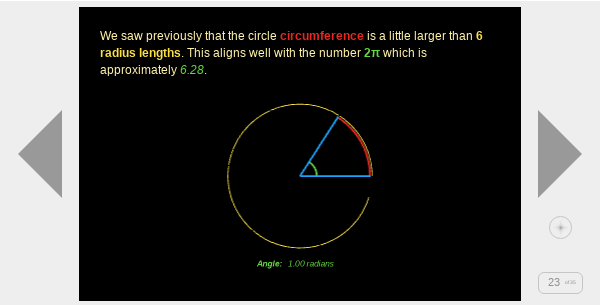 We saw previously that the circle circumference is a little larger than 6
radius lengths. This aligns well with the number 2π which is
approximately 6.28.
Angle: 1.00 radians
23